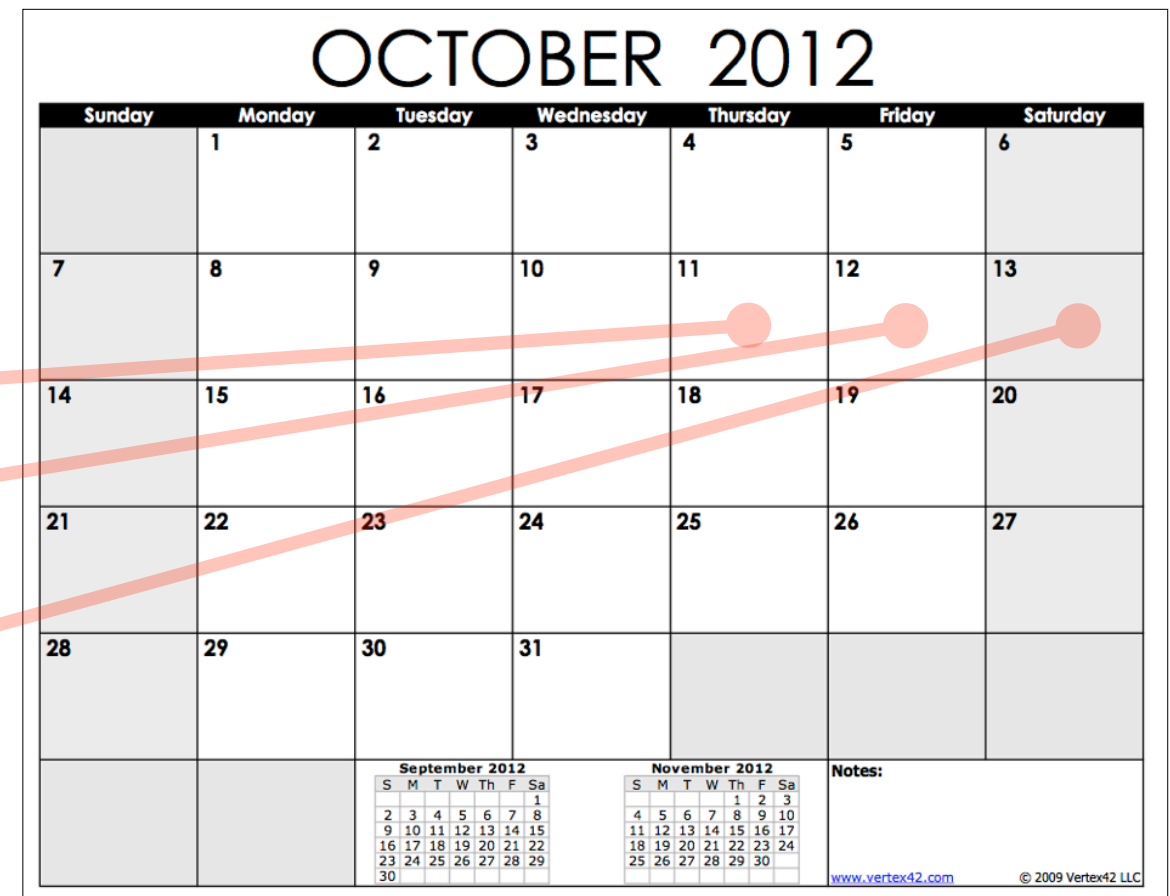 OCTOBER 2012
Sunday Monday Tuesday Wednesday Thursday Friday Saturday
1 2 3 4 5 6
7 8 9 10 11 12 13
14 15 16 17 18 19 20
21 22 23 24 25 26 27
28 29 30 31
September 2012
S M T W Th F Sa
1
2 3 4 5 6 7 8
9 10 11 12 13 14 15
16 17 18 19 20 21 22
23 24 25 26 27 28 29
30
November 2012
S M T W Th F Sa
1 2 3
4 5 6 7 8 9 10
11 12 13 14 15 16 17
18 19 20 21 22 23 24
25 26 27 28 29 30
Notes:
www.vertex42.com © 2009 Vertex42 LLC